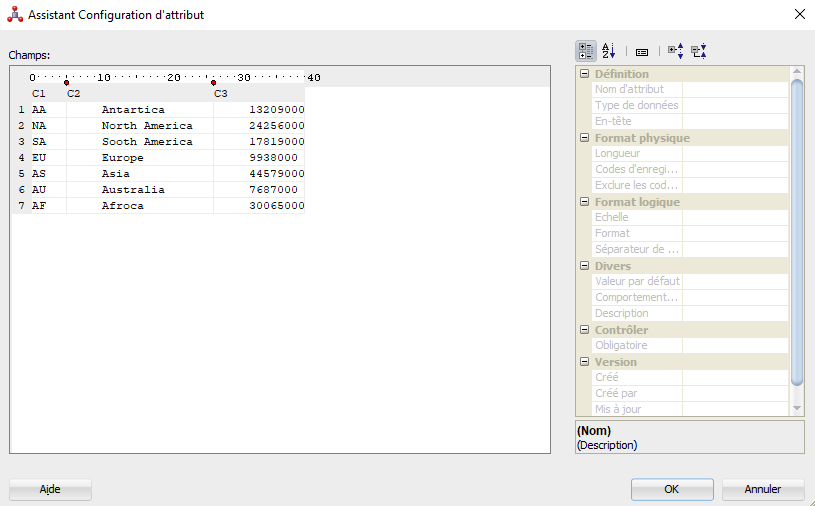 Assistant Configuration d'attribut
Champs:
0 10 20 30 40
C1 C2 C3
1 AA Antartica 13209000
2 NA North America 24256000
3 SA Sooth America 17819000
4 EU Europe 9938000
5 AS Asia 44579000
6 AU Australia 7687000
7 AF Afroca 30065000
Définition
Nom d'attribut
Type de données
En-tête
Format physique
Longueur
Codes d'enregi...
Exclure les cod...
Format logique
Echelle
Format
Séparateur de ...
Divers
Valeur par défaut
Comportement...
Description
Contrôler
Obligatoire
Version
Créé
Créé par
Mis à jour
(Nom)
(Description)
Aide OK Annuler